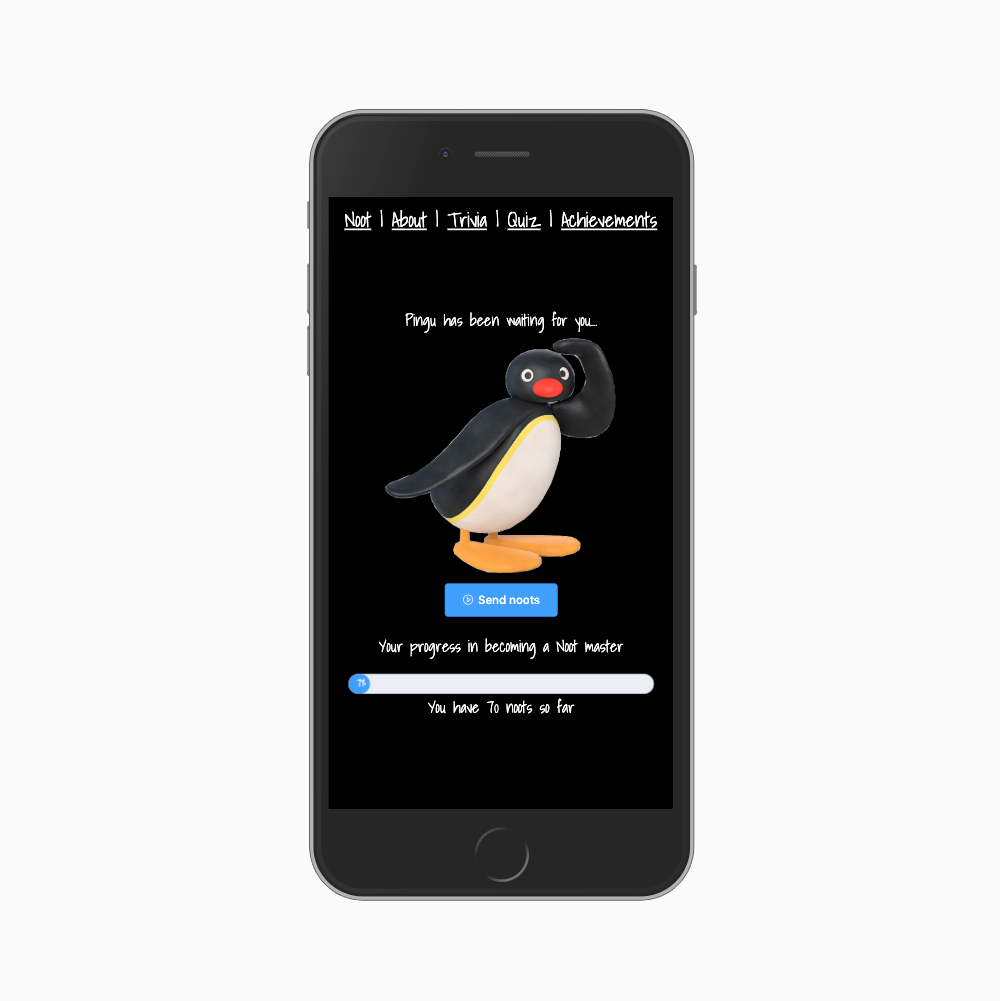 Noot | About | Trivia | Quiz | Achievements
Pingu has been waiting for you...
Send noots
Your progress in becoming a Noot master
7%
You have 70 noots so far